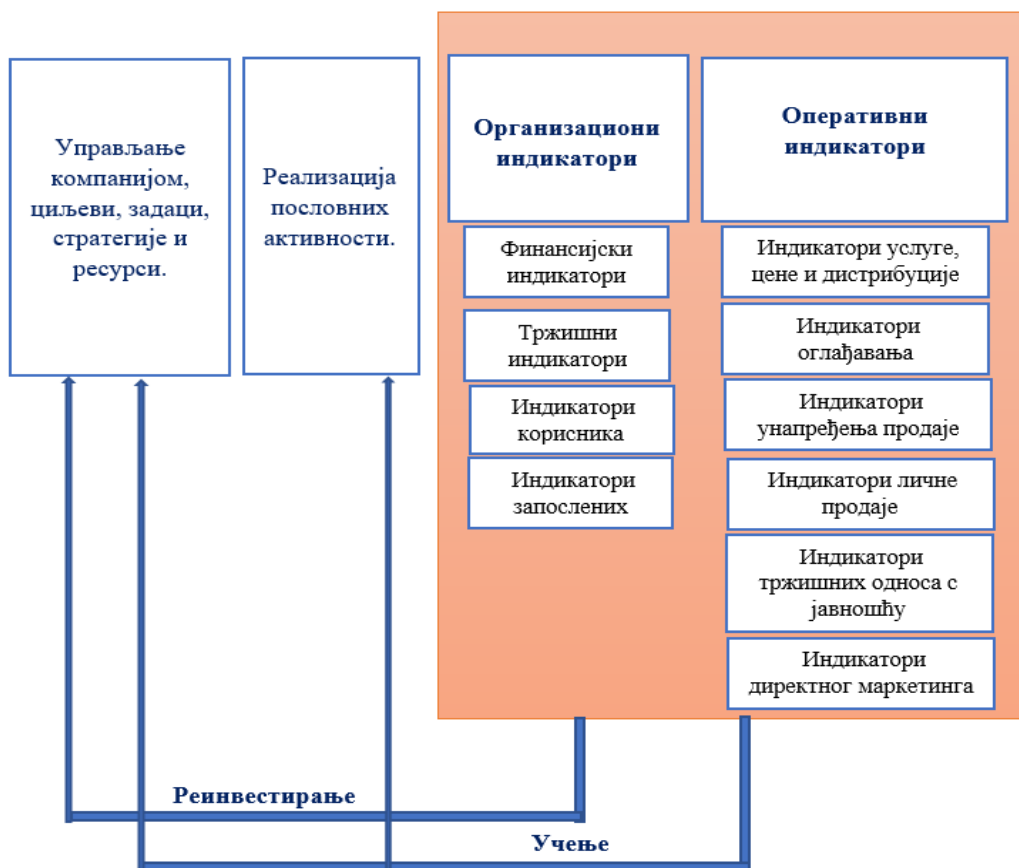 Управљање
компанијом,
циљеви, задаци,
стратегије и
ресурси.
Реализација
пословних
активности.
Организациони
индикатори
Финансијски
индикатори
Тржишни
индикатори
Индикатори
корисника
Индикатори
запослених
Оперативни
индикатори
Индикатори услуге,
цене и дистрибуције
Индикатори
оглађавања
Индикатори
унапређења продаје
Индикатори личне
продаје
Индикатори
тржишних односа с
јавношћу
Индикатори
директног маркетинга
Реинвестирање
Учење